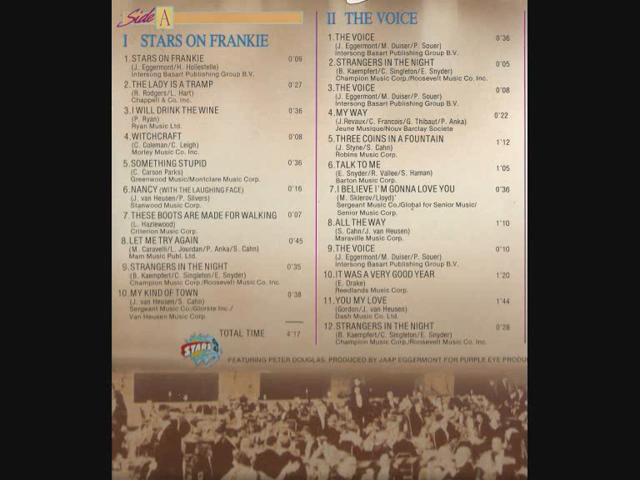 Side A
I STARS ON FRANKIE
1. STARS ON FRANKIE 0'09
(J. Eggermont/H. Hollestelle)
Intersong Basart Publishing Group B.V.
2. THE LADY IS A TRAMP 0'27
(R. Rodgers/L. Hart)
Chappell & Co. Inc.
3. I WILL DRINK THE WINE 0'36
(P. Ryan)
Ryan Music Ltd.
4. WITCHCRAFT 0'08
(C. Coleman/C. Leigh)
Morley Music Co. Inc.
5. SOMETHING STUPID 0'36
(C. Carson Parks)
Greenwood Music/Montclare Music Corp.
6. NANCY (WITH THE LAUGHING FACE) 0'16
(J. van Heusen/P. Silvers)
Stanwood Music Corp.
7. THESE BOOTS ARE MADE FOR WALKING 0'07
(L. Hazlewood)
Criterion Music Corp.
8. LET ME TRY AGAIN 0'45
(M. Caravelli/L. Jourdan/P. Anka/S. Cahn)
Mam Music Publ. Ltd.
9. STRANGERS IN THE NIGHT 0'35
(B. Kaempfert/C. Singleton/E. Snyder)
Champion Music Corp./Roosevelt Music Co. Inc.
10. MY KIND OF TOWN 0'38
(J. van Heusen/S. Cahn)
Sergeant Music Co./Glorste Inc./
Van Heusen Music Corp.
TOTAL TIME 4'17
II THE VOICE
1. THE VOICE 0'36
(J. Eggermont/M. Duiser/P. Souer)
Intersong Basart Publishing Group B.V.
2. STRANGERS IN THE NIGHT 0'05
(B. Kaempfert/C. Singleton/E. Snyder)
Champion Music Corp./Roosevelt Music Co. Inc.
3. THE VOICE 0'08
(J. Eggermont/M. Duiser/P. Souer)
Intersong Basart Publishing Group B.V.
4. MY WAY 0'22
(J. Revaux/C. Francois/G. Thibaut/P. Anka)
Jeune Musique/Nouv Barclay Society
5. THREE COINS IN A FOUNTAIN 1'12
(J. Styne/S. Cahn)
Robins Music Corp.
6. TALK TO ME 1'05
(E. Snyder/R. Vallee/S. Haman)
Barton Music Corp.
7. I BELIEVE I'M GONNA LOVE YOU 0'36
(M. Sklerov/Lloyd)'
Sergeant Music Co./Global for Senior Music/
Senior Music Corp.
8. ALL THE WAY 1'10
(S. Cahn/J. van Heusen)
Maraville Music Corp.
9. THE VOICE 0'10
(J. Eggermont/M. Duiser/P. Souer)
Intersong Basart Publishing Group B.V.
10. IT WAS A VERY GOOD YEAR 1'20
(E. Drake)
Reedlands Music Corp.
11. YOU MY LOVE 1'44
(Gordon/J. van Heusen)
Dash Music Co. Ltd.
12. STRANGERS IN THE NIGHT 0'28
(B. Kaempfert/C. Singleton/E. Snyder)
Champion Music Corp./Roosevelt Music Co. Inc.
STARS
FEATURING PETER DOUGLAS. PRODUCED BY JAAP EGGERMONT FOR PURPLE EYE PRODU